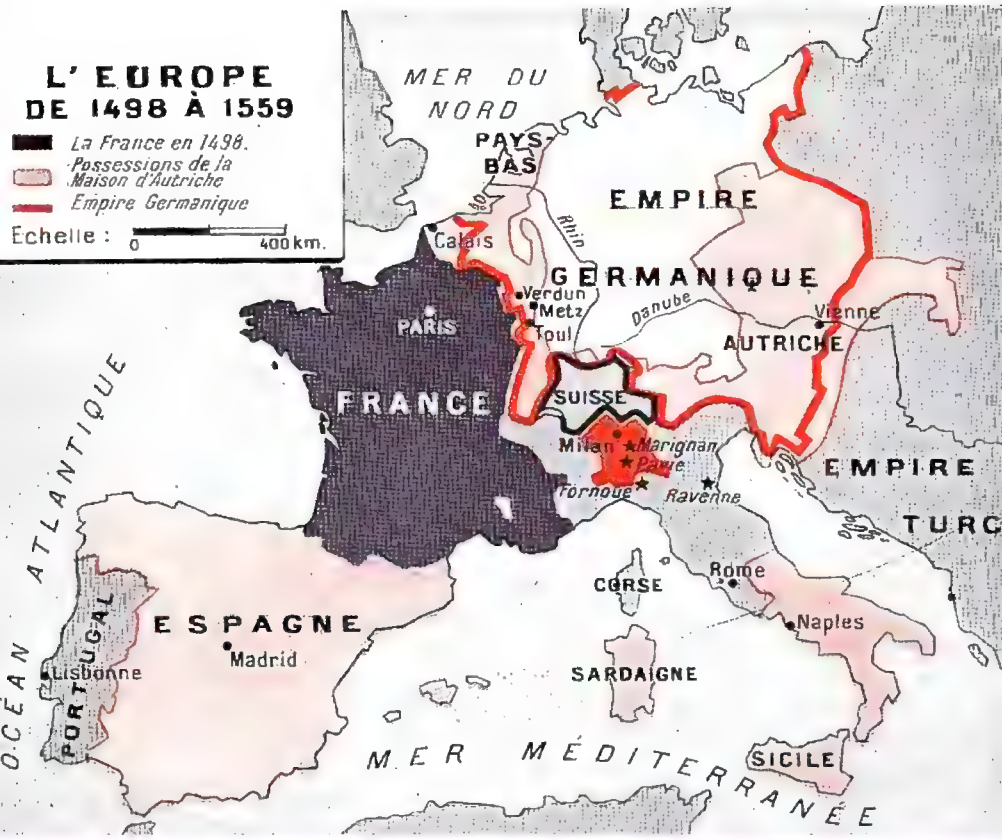 L'EUROPE
DE 1498 À 1559
La France en 1498.
Possessions de la
Maison d'Autriche
Empire Germanique
Echelle : 0 400 km.
MER DU
NORD
PAYS-
BAS
EMPIRE
GERMANIQUE
Rhin
Danube
Calais
Verdun
Metz
Toul
PARIS
Vienne
AUTRICHE
FRANCE
SUISSE
Milan
Marignan
Pavie
Fornoue
Ravenne
EMPIRE
TURC
OCÉAN ATLANTIQUE
CORSE
Rome
Naples
PORTUGAL
ESPAGNE
Madrid
Lisbonne
SARDAIGNE
SICILE
MER MÉDITERRANÉE